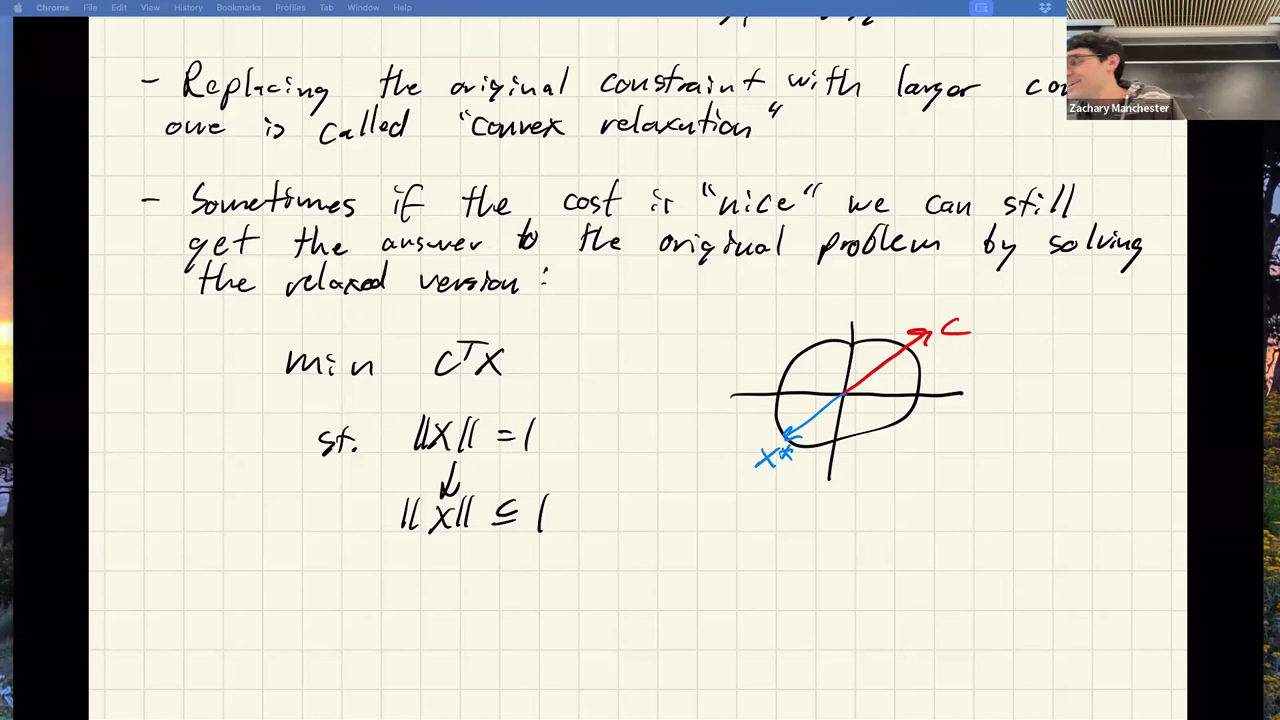 Chrome File Edit View History Bookmarks Profiles Tab Window Help
- Replacing the original constraint with larger
Zachary Manchester
one is called "convex relaxation"
- Sometimes if the cost is "nice" we can still
get the answer to the original problem by solving
the relaxed version:
C
min CᵀX
st. ||X|| = 1
X*
↓
||X|| ≤ 1